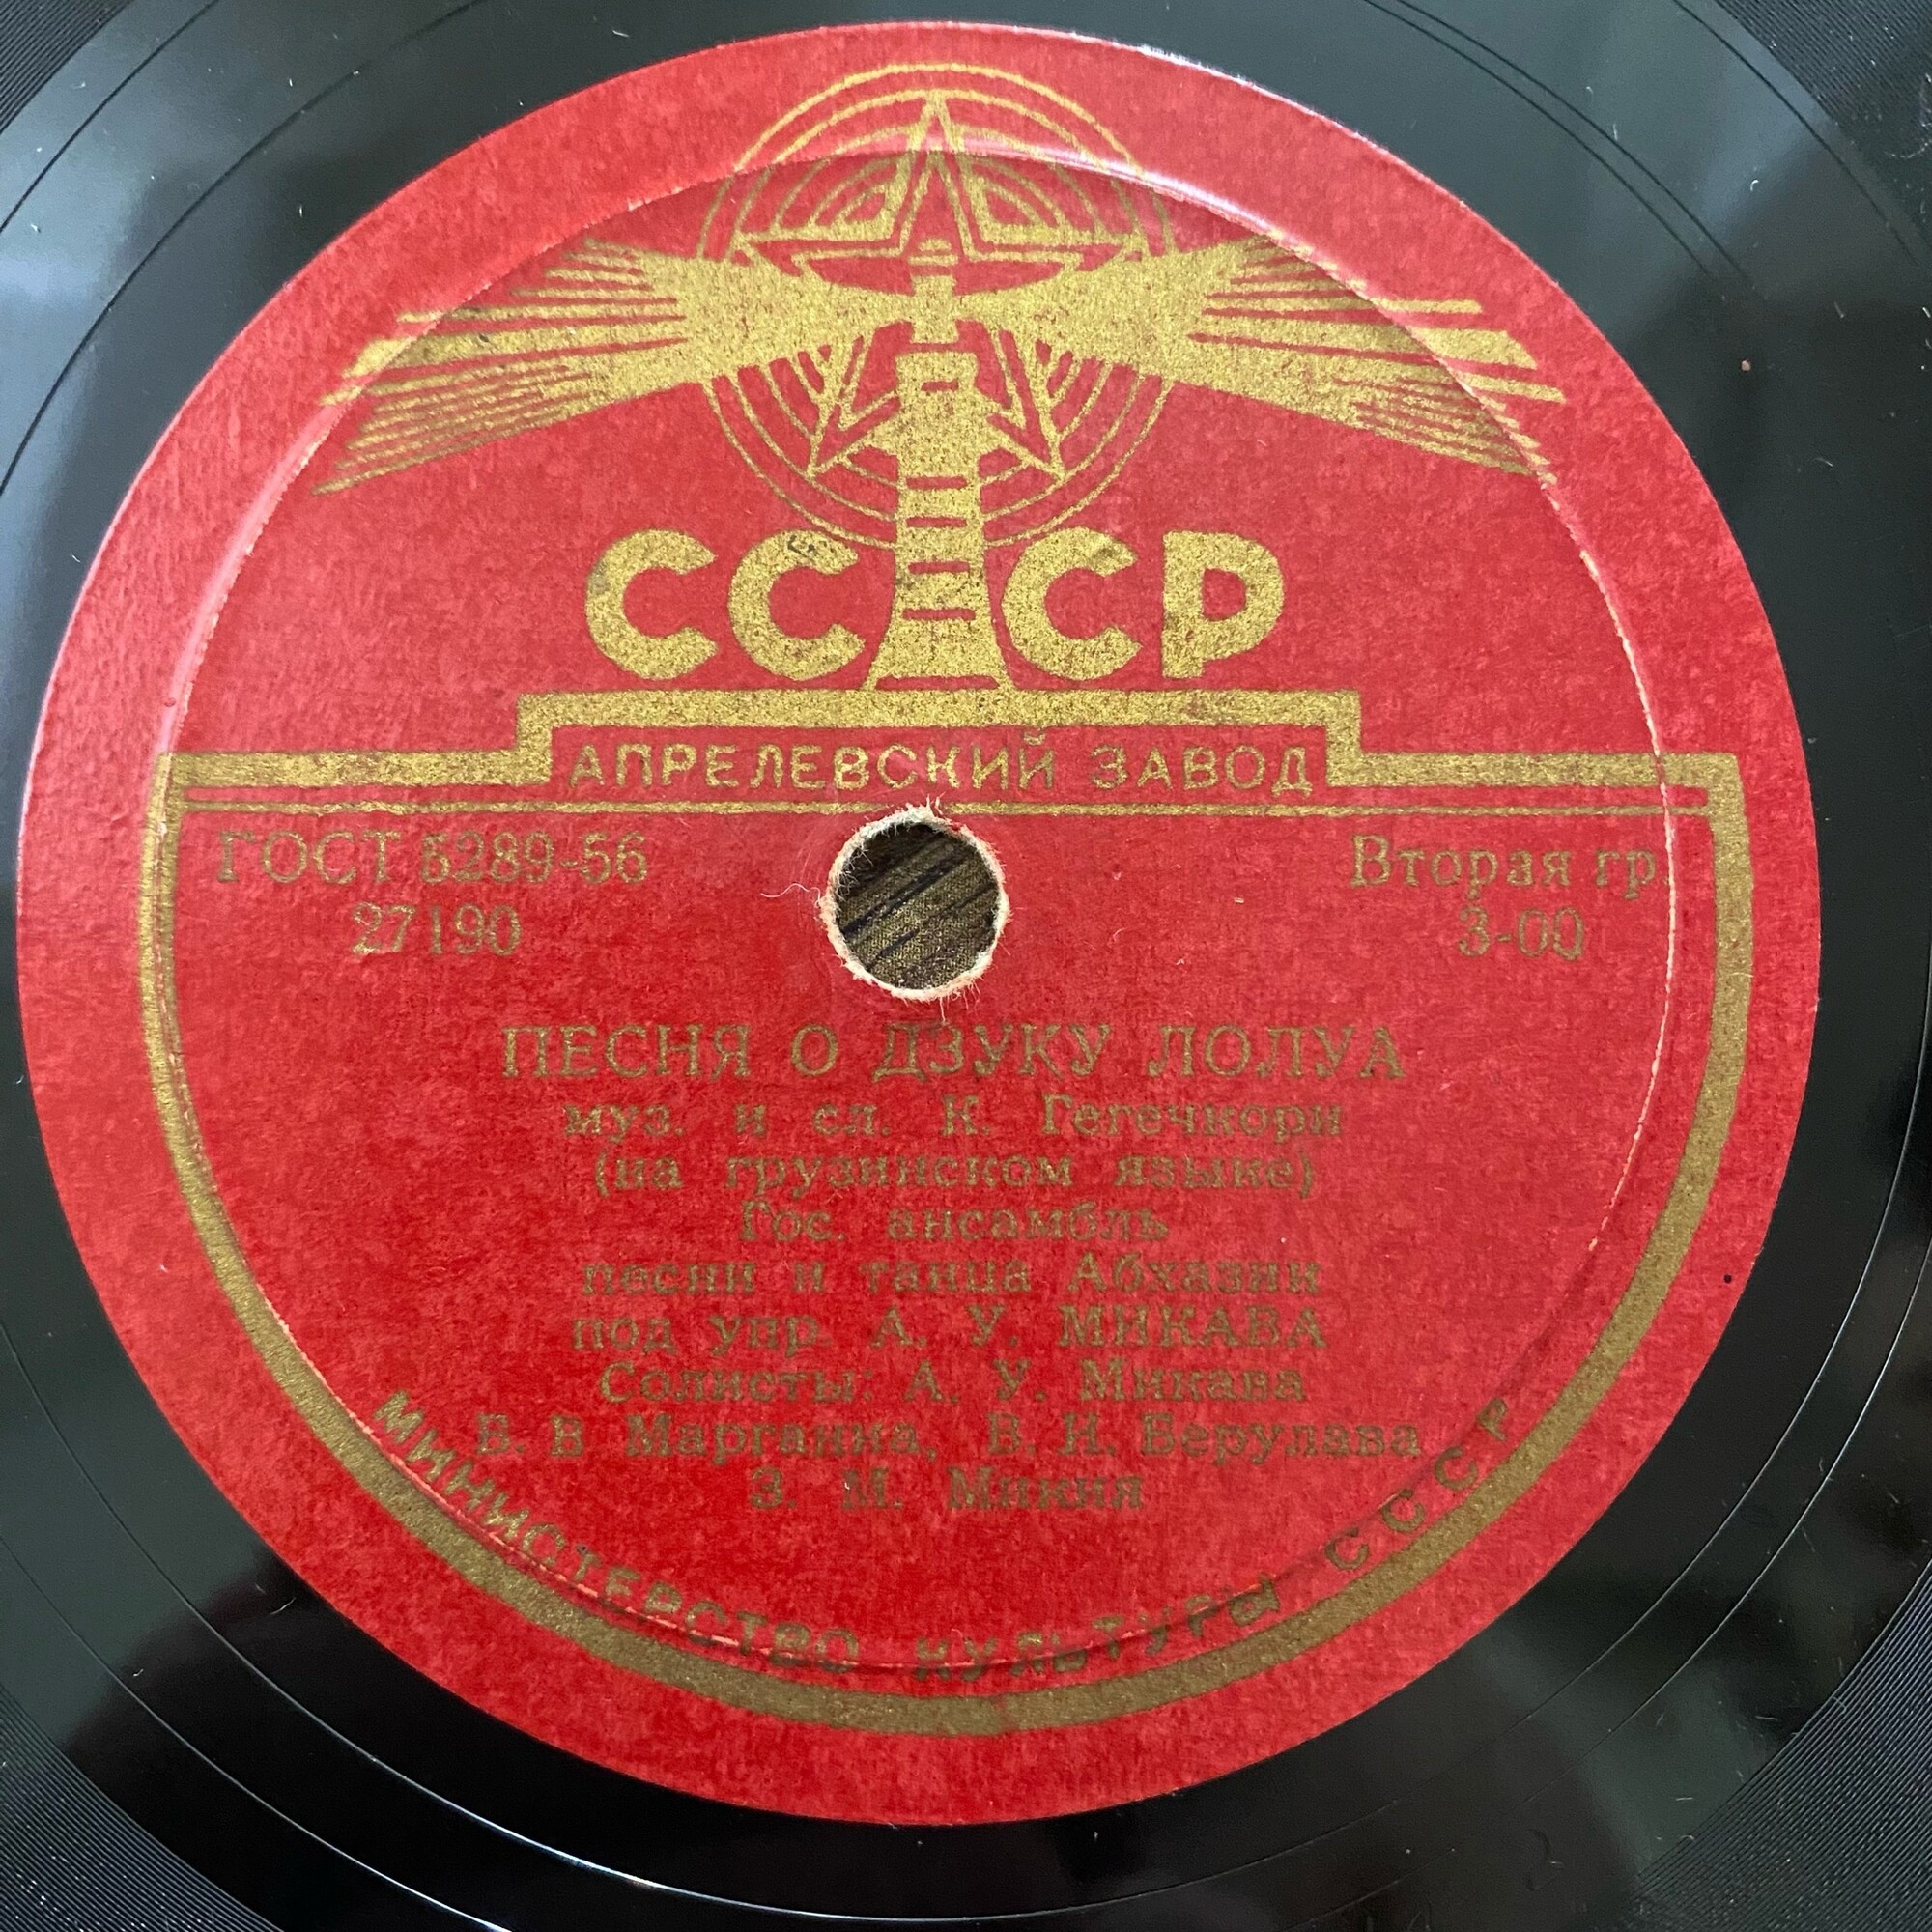 СССР
АПРЕЛЕВСКИЙ ЗАВОД
ГОСТ 5289-56
27190
Вторая гр.
3-00
ПЕСНЯ О ДЗУКУ ЛОЛУА
муз. и сл. К. Гегечкори
(на грузинском языке)
Гос. ансамбль
песни и танца Абхазии
под упр. А. У. МИКАВА
Солисты: А. У. Микава
Б. В Маргания, В. И. Берулава
З. М. Микия
МИНИСТЕРСТВО КУЛЬТУРЫ СССР